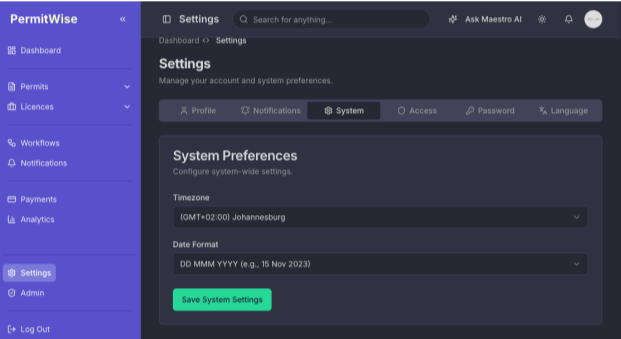 PermitWise
Dashboard
Permits
Licences
Workflows
Notifications
Payments
Analytics
Settings
Admin
Log Out
Settings
Search for anything...
Ask Maestro AI
Dashboard <> Settings
Settings
Manage your account and system preferences.
Profile
Notifications
System
Access
Password
Language
System Preferences
Configure system-wide settings.
Timezone
(GMT+02:00) Johannesburg
Date Format
DD MMM YYYY (e.g., 15 Nov 2023)
Save System Settings